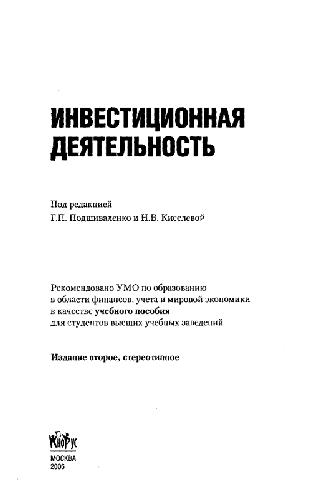 ИНВЕСТИЦИОННАЯ
ДЕЯТЕЛЬНОСТЬ
Под редакцией
Г.П. Подшиваленко и Н.В. Киселевой
Рекомендовано УМО по образованию
в области финансов, учета и мировой экономики
в качестве учебного пособия
для студентов высших учебных заведений
Издание второе, стереотипное
КноРус
МОСКВА
2006